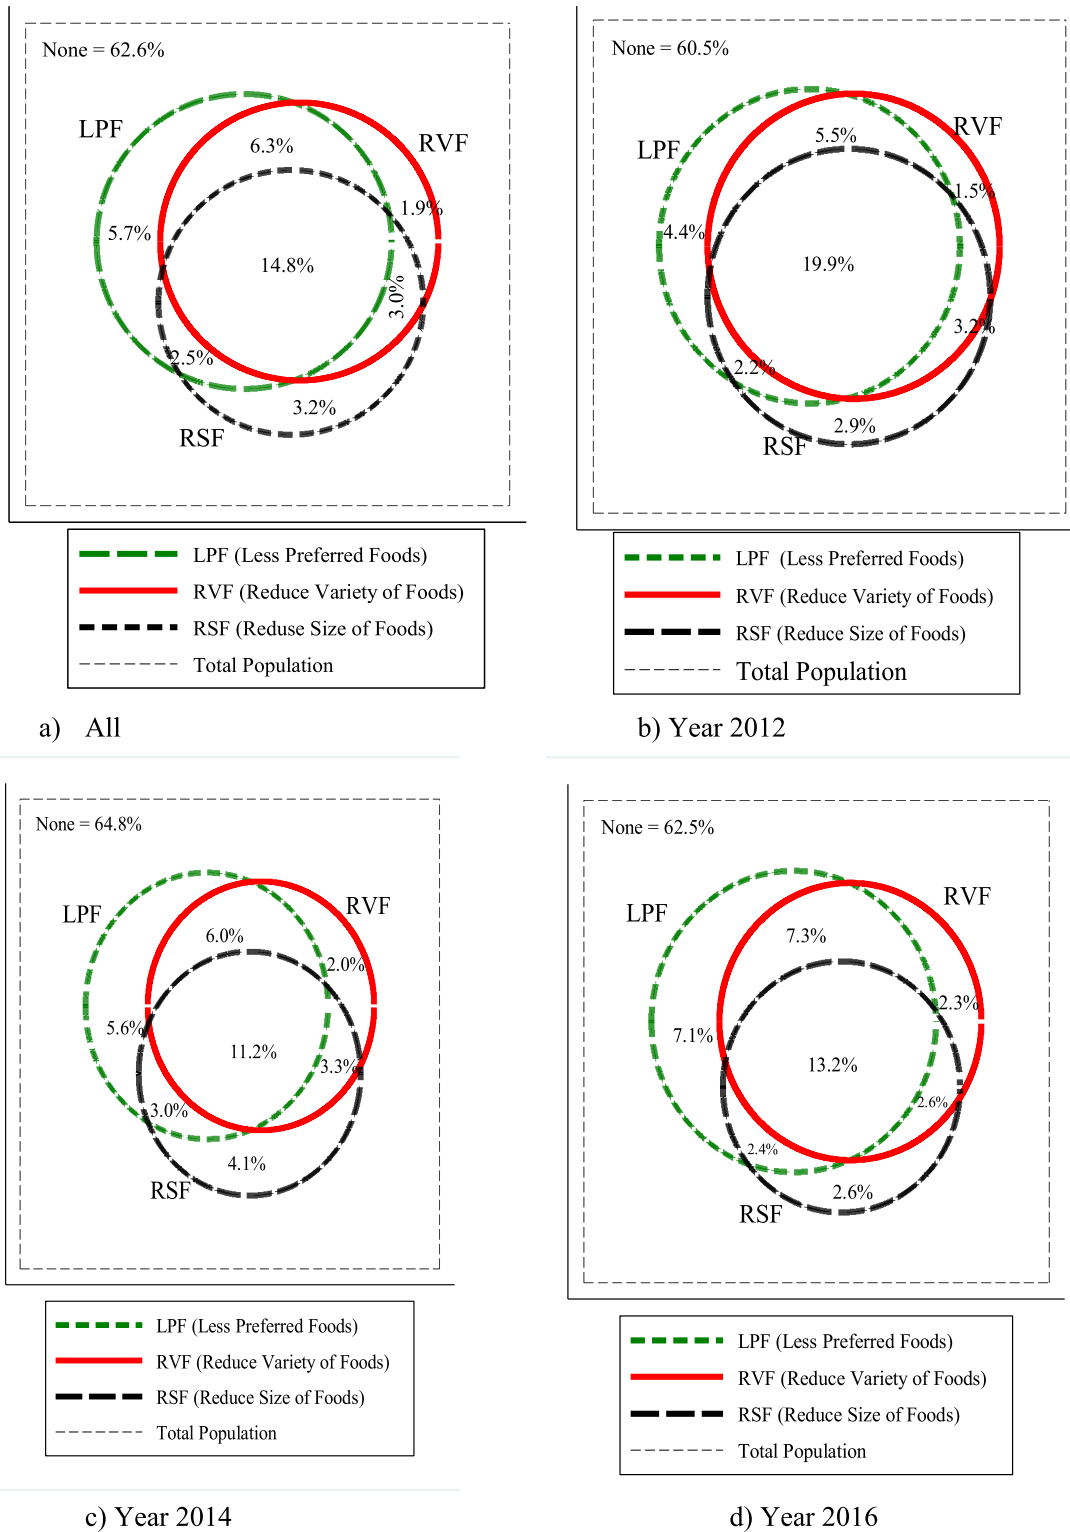 None = 62.6%
LPF
RVF
6.3%
1.9%
5.7%
14.8%
3.0%
2.5%
3.2%
RSF
LPF (Less Preferred Foods)
RVF (Reduce Variety of Foods)
RSF (Reduse Size of Foods)
Total Population
a) All
None = 60.5%
RVF
LPF
5.5%
1.5%
4.4%
19.9%
3.2%
2.2%
2.9%
RSF
LPF (Less Preferred Foods)
RVF (Reduce Variety of Foods)
RSF (Reduce Size of Foods)
Total Population
b) Year 2012
None = 64.8%
LPF
RVF
6.0%
2.0%
5.6%
11.2%
3.3%
3.0%
4.1%
RSF
LPF (Less Preferred Foods)
RVF (Reduce Variety of Foods)
RSF (Reduce Size of Foods)
Total Population
c) Year 2014
None = 62.5%
LPF
RVF
7.3%
2.3%
7.1%
13.2%
2.6%
2.4%
2.6%
RSF
LPF (Less Preferred Foods)
RVF (Reduce Variety of Foods)
RSF (Reduce Size of Foods)
Total Population
d) Year 2016